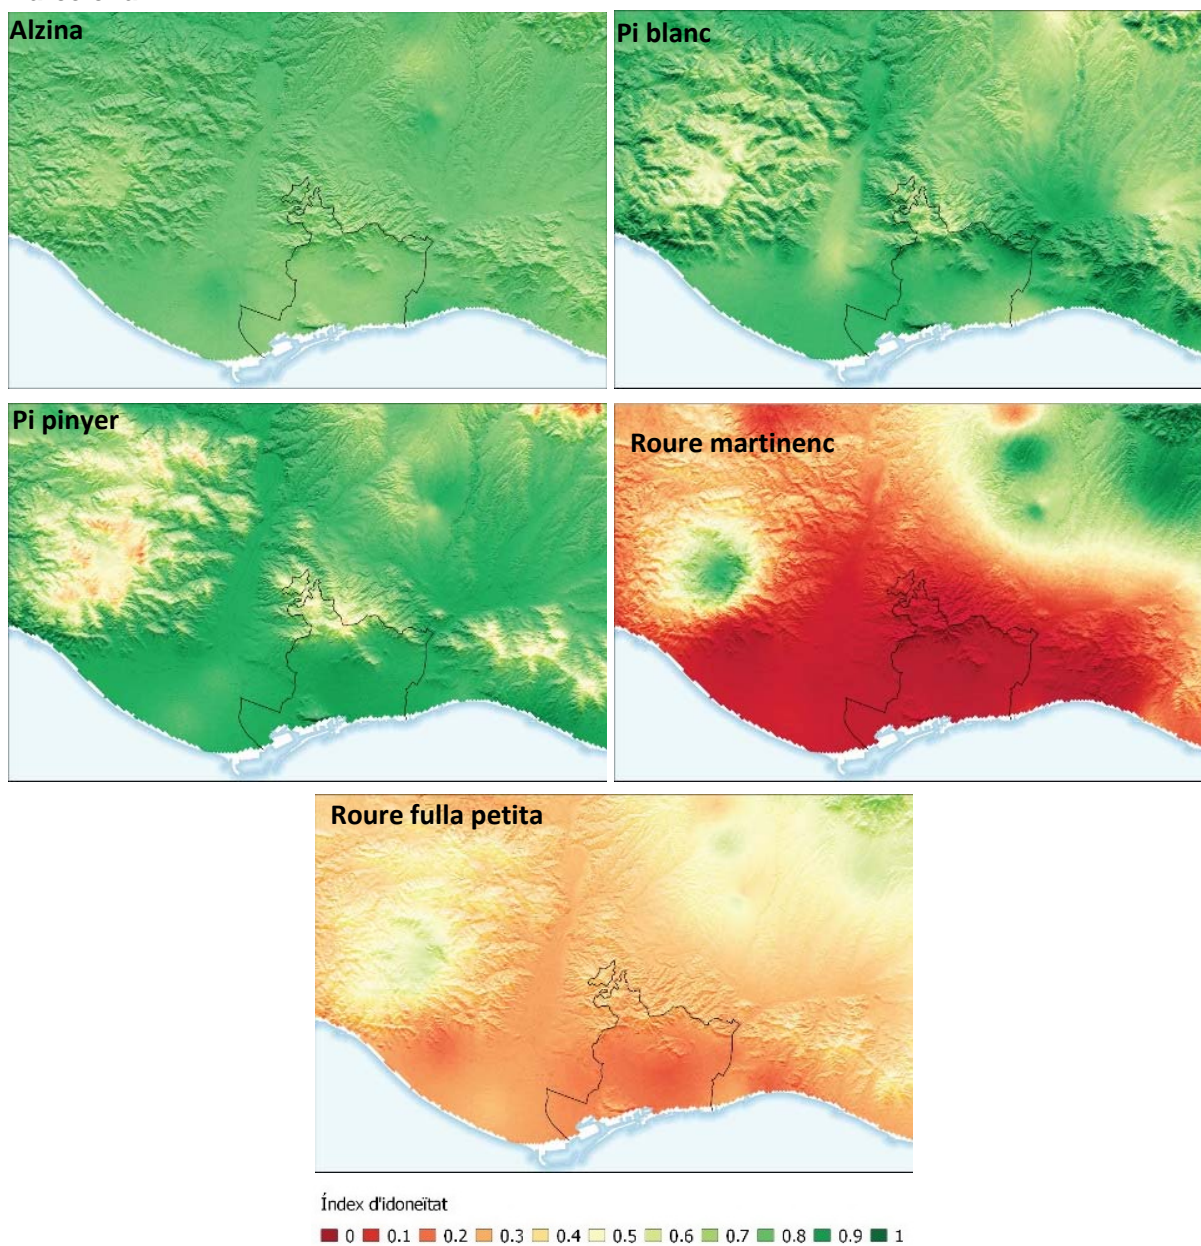 Alzina
Pi blanc
Pi pinyer
Roure martinenc
Roure fulla petita
Índex d'idoneïtat
0 0.1 0.2 0.3 0.4 0.5 0.6 0.7 0.8 0.9 1